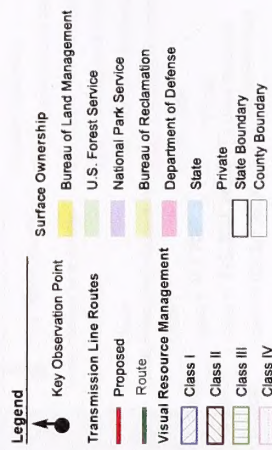 Legend
Key Observation Point
Transmission Line Routes
Proposed
Route
Visual Resource Management
Class I
Class II
Class III
Class IV
Surface Ownership
Bureau of Land Management
U.S. Forest Service
National Park Service
Bureau of Reclamation
Department of Defense
State
Private
State Boundary
County Boundary